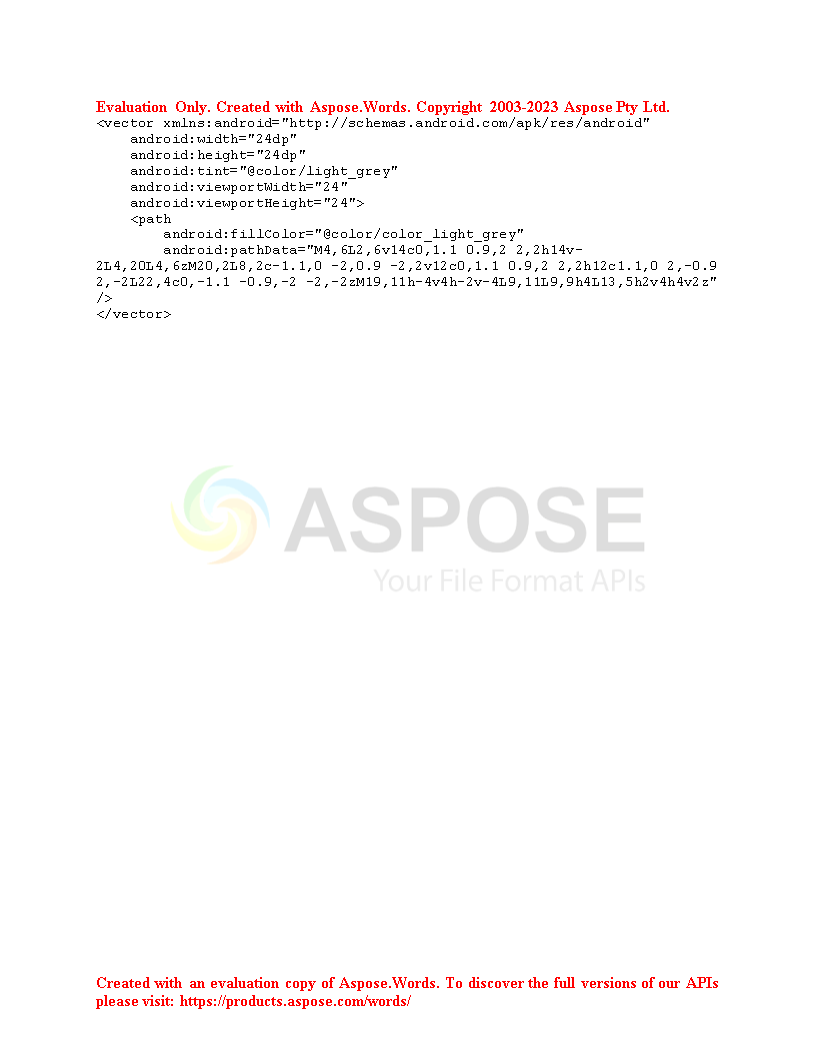 Evaluation Only. Created with Aspose.Words. Copyright 2003-2023 Aspose Pty Ltd.
<vector xmlns:android="http://schemas.android.com/apk/res/android"
    android:width="24dp"
    android:height="24dp"
    android:tint="@color/light_grey"
    android:viewportWidth="24"
    android:viewportHeight="24">
    <path
        android:fillColor="@color/color_light_grey"
        android:pathData="M4,6L2,6v14c0,1.1 0.9,2 2,2h14v-
2L4,20L4,6zM20,2L8,2c-1.1,0 -2,0.9 -2,2v12c0,1.1 0.9,2 2,2h12c1.1,0 2,-0.9
2,-2L22,4c0,-1.1 -0.9,-2 -2,-2zM19,11h-4v4h-2v-4L9,11L9,9h4L13,5h2v4h4v2z"
/>
</vector>
ASPOSE
Your File Format APIs
Created with an evaluation copy of Aspose.Words. To discover the full versions of our APIs
please visit: https://products.aspose.com/words/